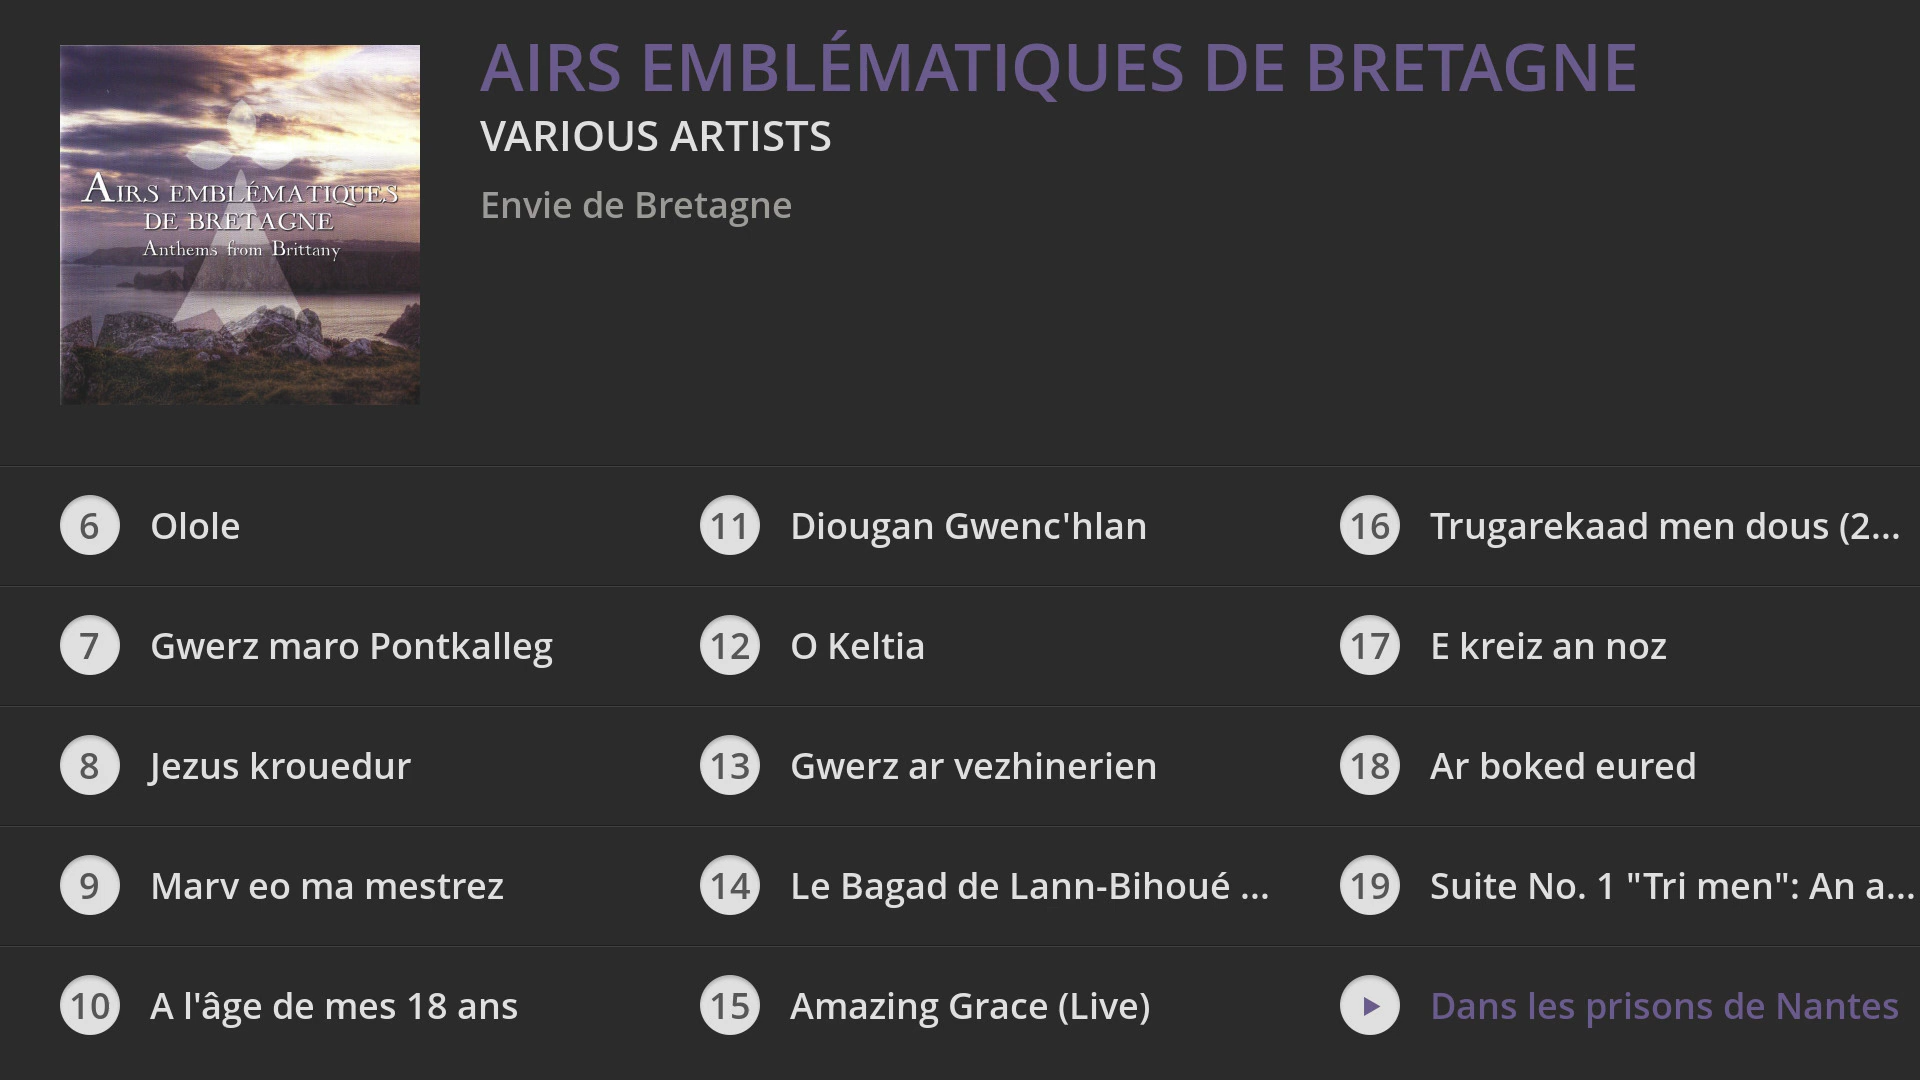 AIRS EMBLÉMATIQUES DE BRETAGNE
VARIOUS ARTISTS
Envie de Bretagne
AIRS EMBLÉMATIQUES
DE BRETAGNE
Anthems from Brittany
6 Olole
7 Gwerz maro Pontkalleg
8 Jezus krouedur
9 Marv eo ma mestrez
10 A l'âge de mes 18 ans
11 Diougan Gwenc'hlan
12 O Keltia
13 Gwerz ar vezhinerien
14 Le Bagad de Lann-Bihoué ...
15 Amazing Grace (Live)
16 Trugarekaad men dous (2...
17 E kreiz an noz
18 Ar boked eured
19 Suite No. 1 "Tri men": An a...
Dans les prisons de Nantes